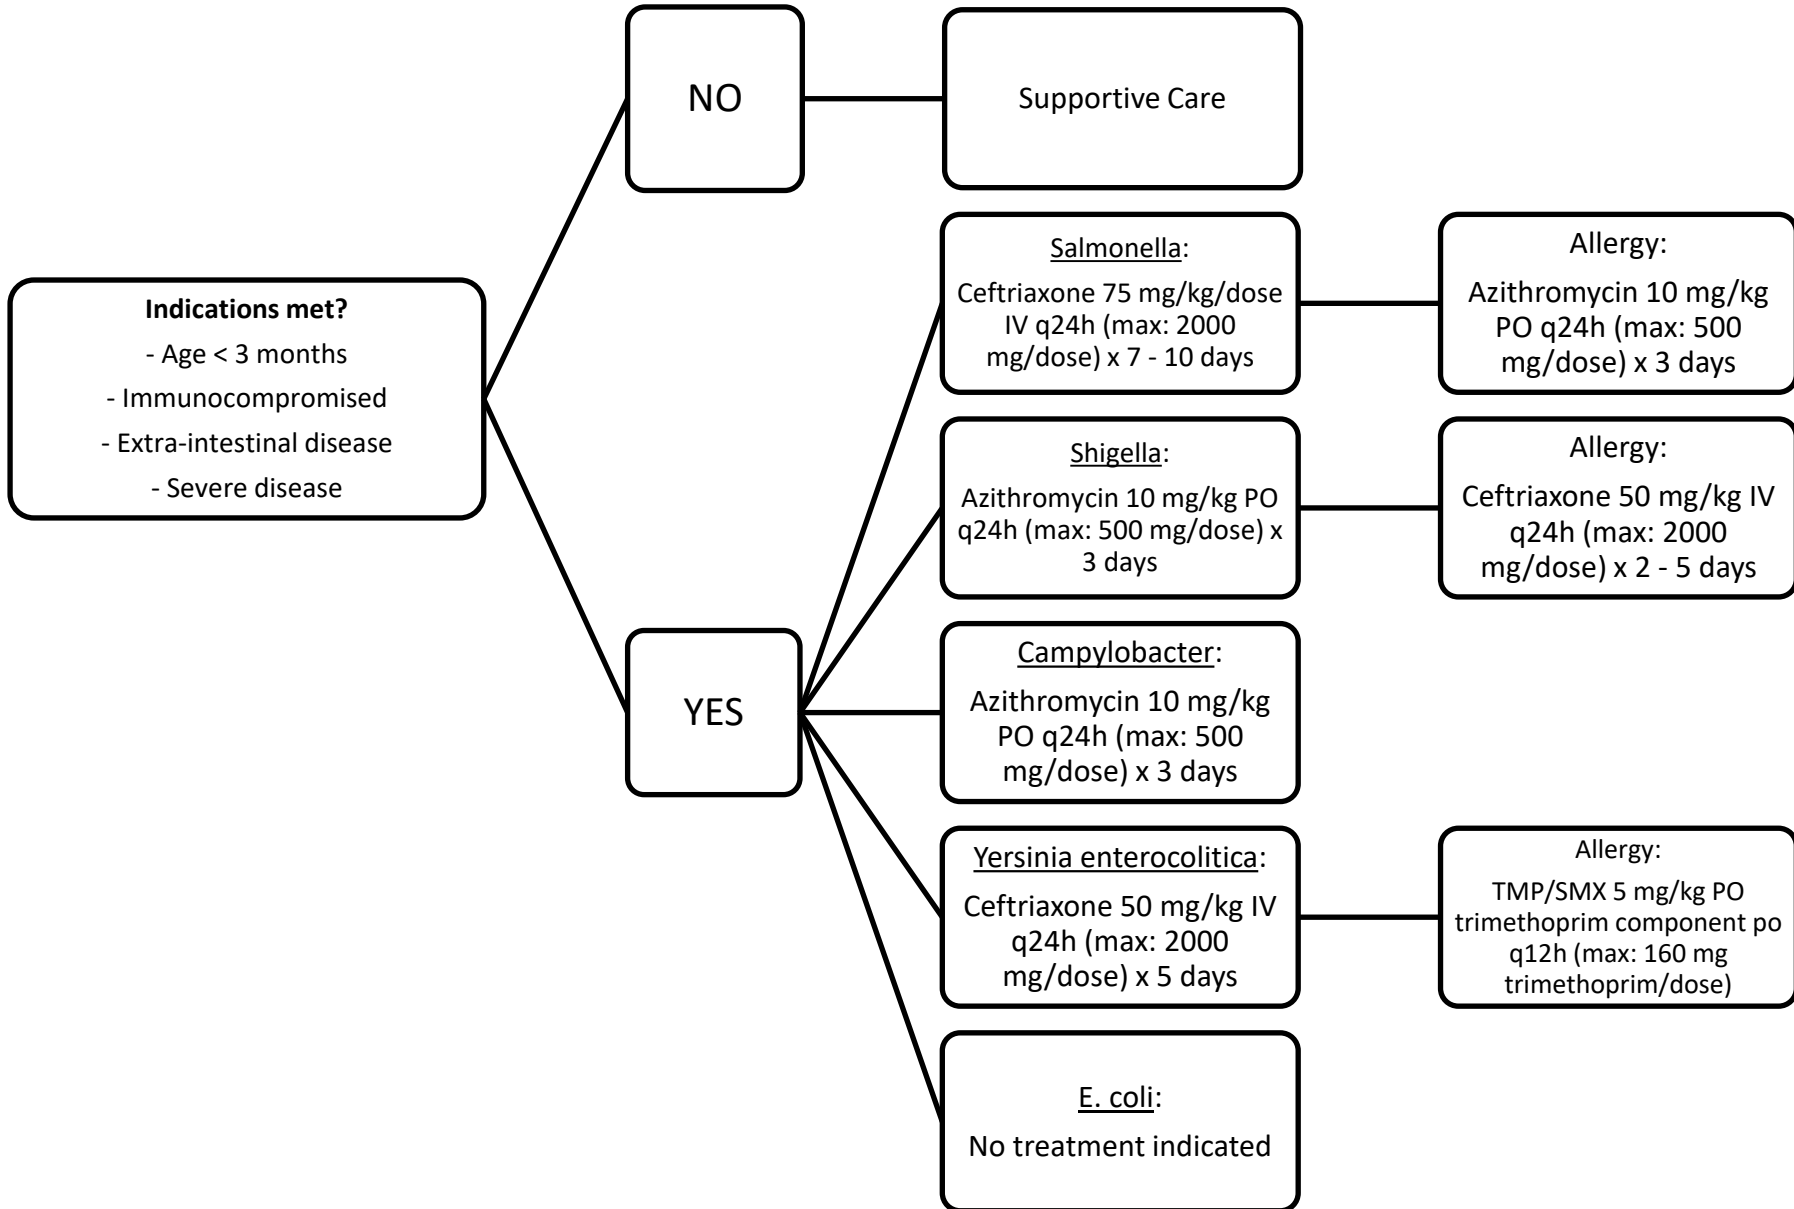 NO
Supportive Care
Indications met?
- Age < 3 months
- Immunocompromised
- Extra-intestinal disease
- Severe disease
YES
Salmonella:
Ceftriaxone 75 mg/kg/dose
IV q24h (max: 2000
mg/dose) x 7 - 10 days
Allergy:
Azithromycin 10 mg/kg
PO q24h (max: 500
mg/dose) x 3 days
Shigella:
Azithromycin 10 mg/kg PO
q24h (max: 500 mg/dose) x
3 days
Allergy:
Ceftriaxone 50 mg/kg IV
q24h (max: 2000
mg/dose) x 2 - 5 days
Campylobacter:
Azithromycin 10 mg/kg
PO q24h (max: 500
mg/dose) x 3 days
Yersinia enterocolitica:
Ceftriaxone 50 mg/kg IV
q24h (max: 2000
mg/dose) x 5 days
Allergy:
TMP/SMX 5 mg/kg PO
trimethoprim component po
q12h (max: 160 mg
trimethoprim/dose)
E. coli:
No treatment indicated